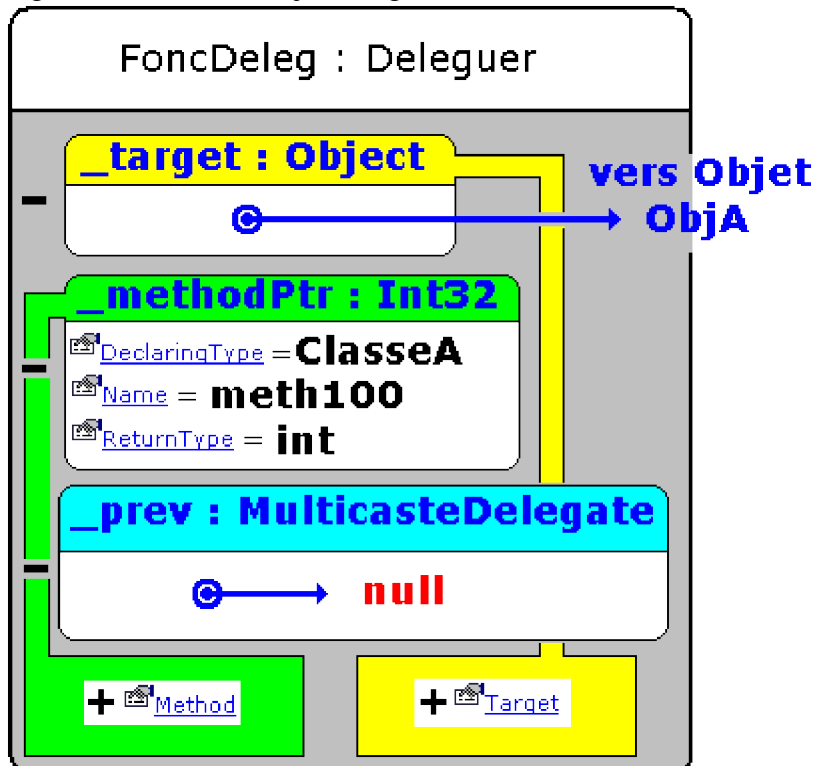 FoncDeleg : Deleguer
_target : Object
vers Objet
ObjA
_methodPtr : Int32
DeclaringType = ClasseA
Name = meth100
ReturnType = int
_prev : MulticasteDelegate
null
+ Method
+ Target